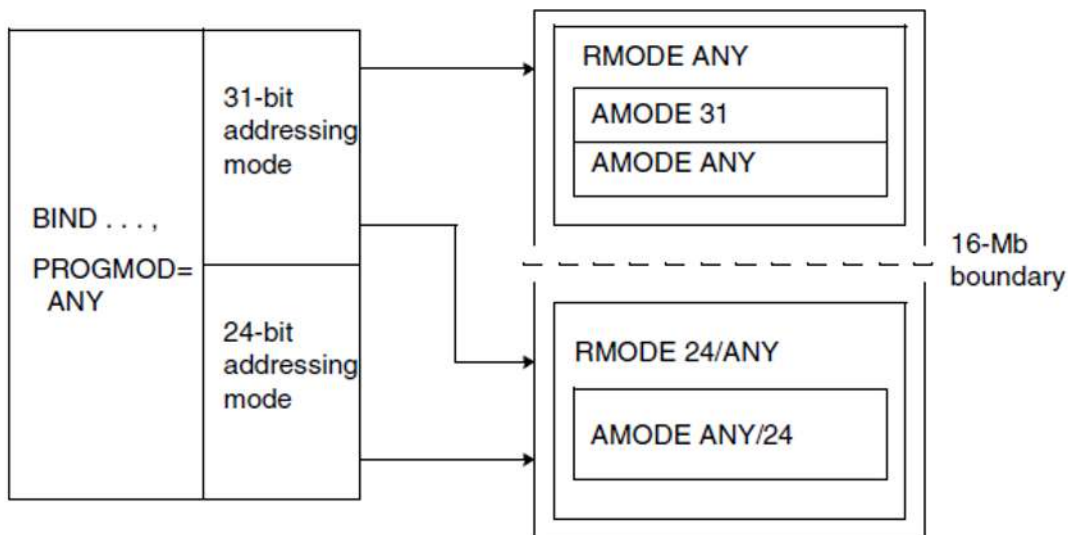 BIND . . . ,
PROGMOD=
ANY
31-bit
addressing
mode
24-bit
addressing
mode
RMODE ANY
AMODE 31
AMODE ANY
16-Mb
boundary
RMODE 24/ANY
AMODE ANY/24